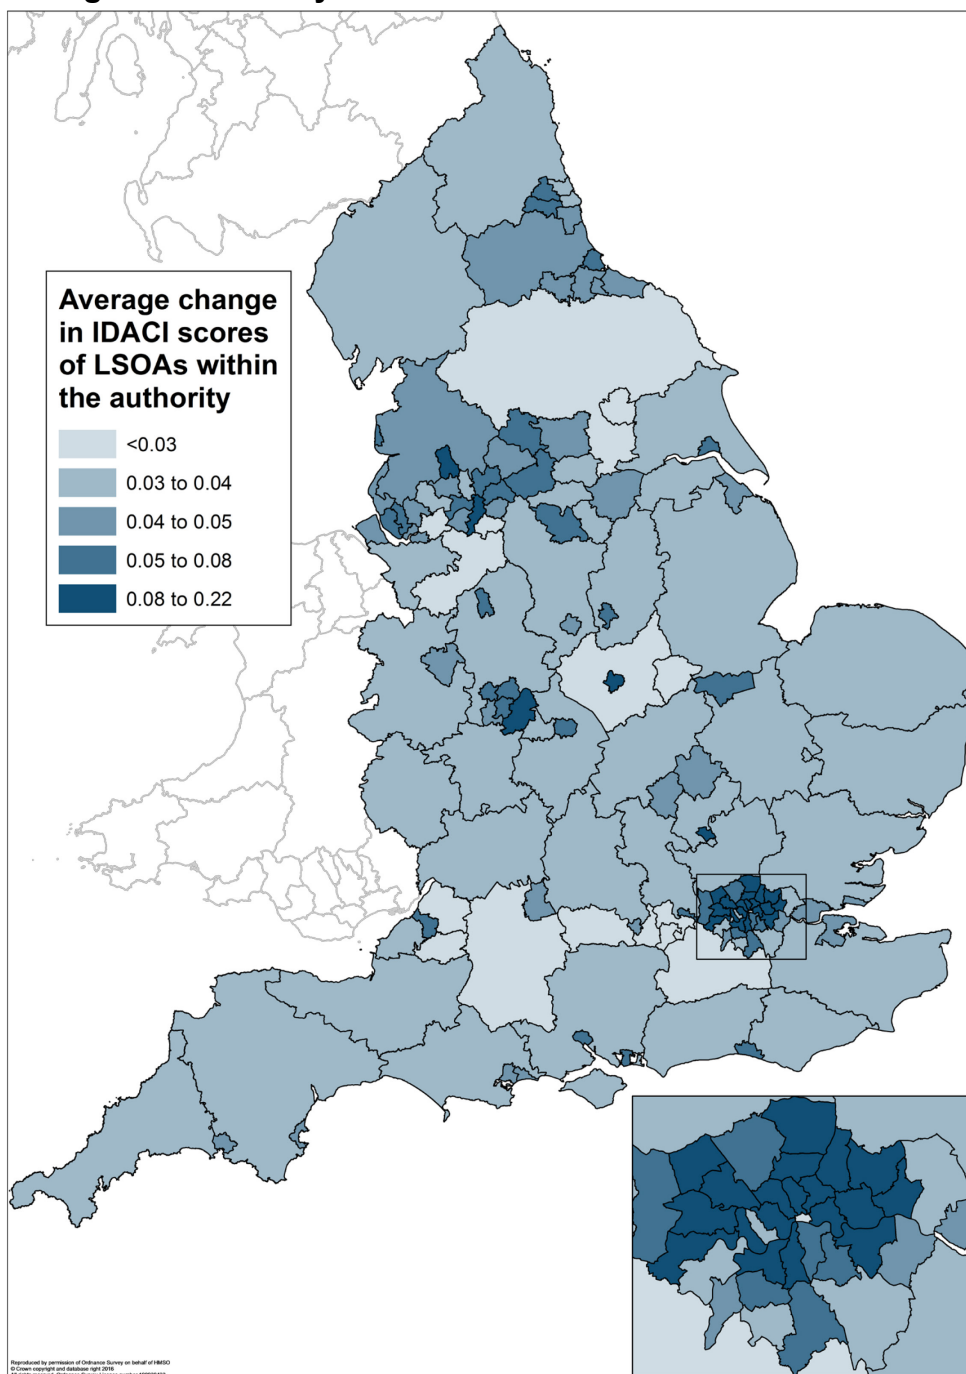 Average change
in IDACI scores
of LSOAs within
the authority
<0.03
0.03 to 0.04
0.04 to 0.05
0.05 to 0.08
0.08 to 0.22
Reproduced by permission of Ordnance Survey on behalf of HMSO
© Crown copyright and database right 2016